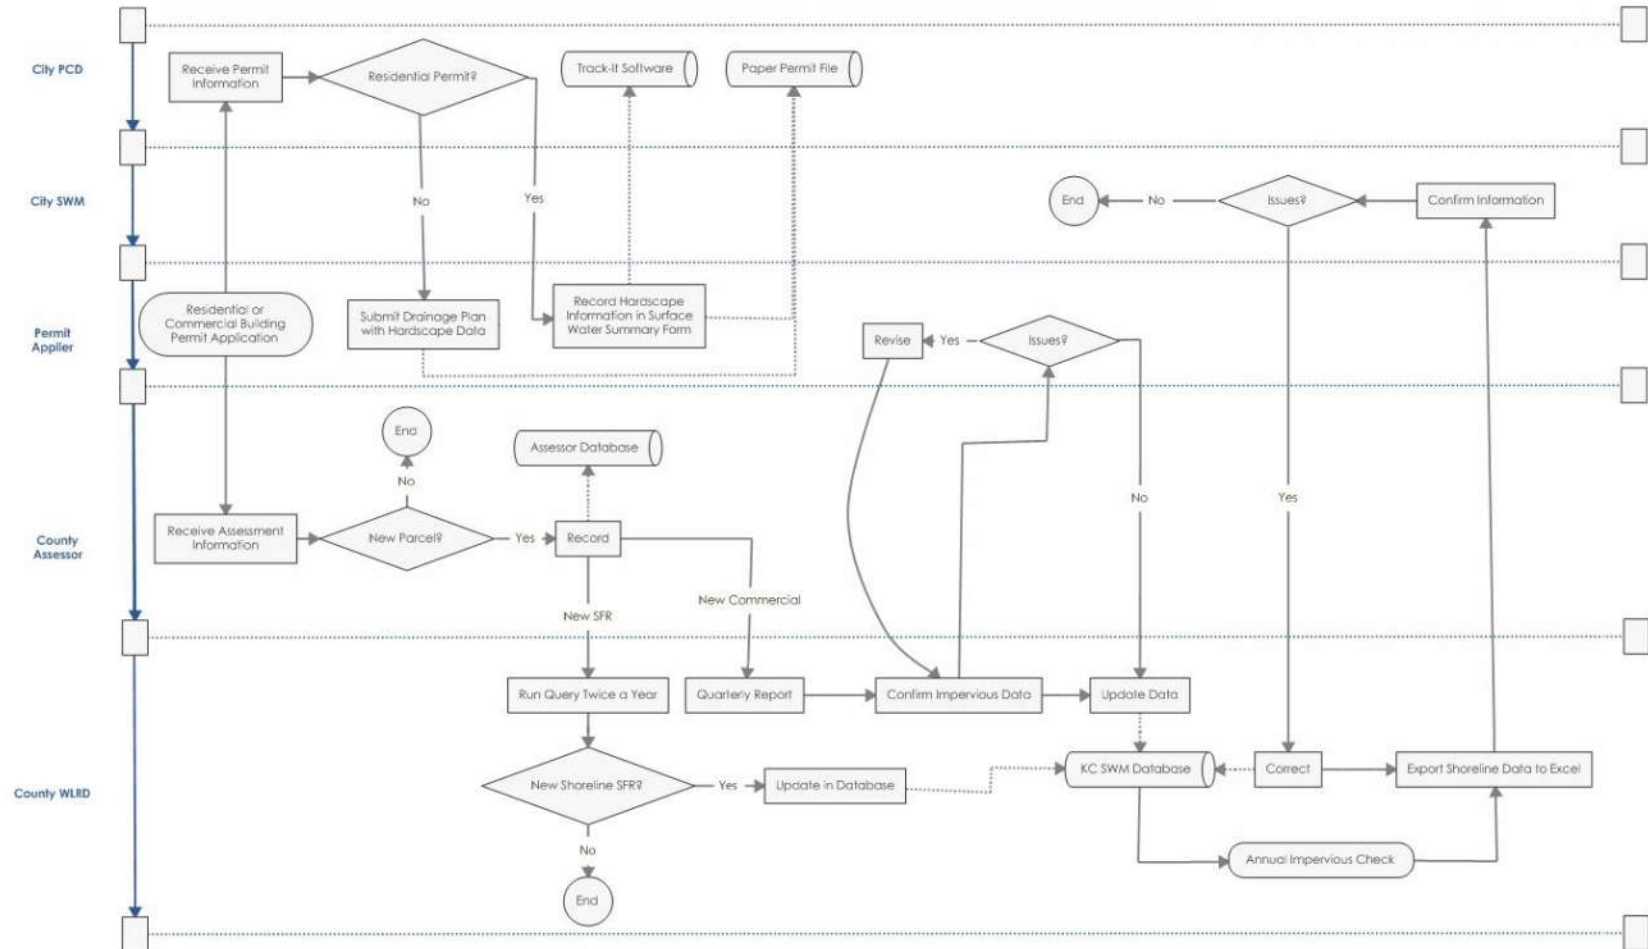 City PCD
Receive Permit
Information
Residential Permit?
Track-It Software
Paper Permit File
City SWM
No
Yes
End
No
Issues?
Confirm Information
Permit
Applier
Residential or
Commercial Building
Permit Application
Submit Drainage Plan
with Hardscape Data
Record Hardscape
Information in Surface
Water Summary Form
Revise
Yes
Issues?
End
No
Assessor Database
No
Yes
County
Assessor
Receive Assessment
Information
New Parcel?
Yes
Record
New SFR
New Commercial
County WLRD
Run Query Twice a Year
Quarterly Report
Confirm Impervious Data
Update Data
New Shoreline SFR?
Yes
Update in Database
KC SWM Database
Correct
Export Shoreline Data to Excel
No
Annual Impervious Check
End